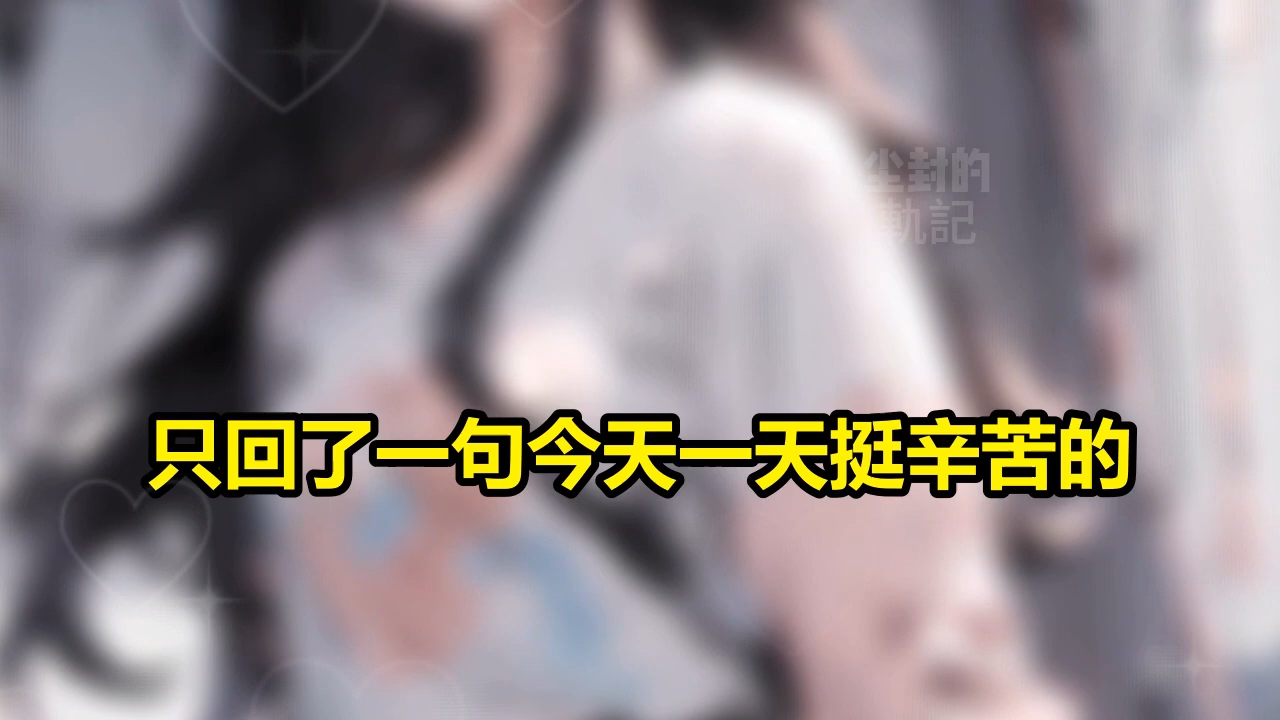 尘封的
軌記
只回了一句今天一天挺辛苦的